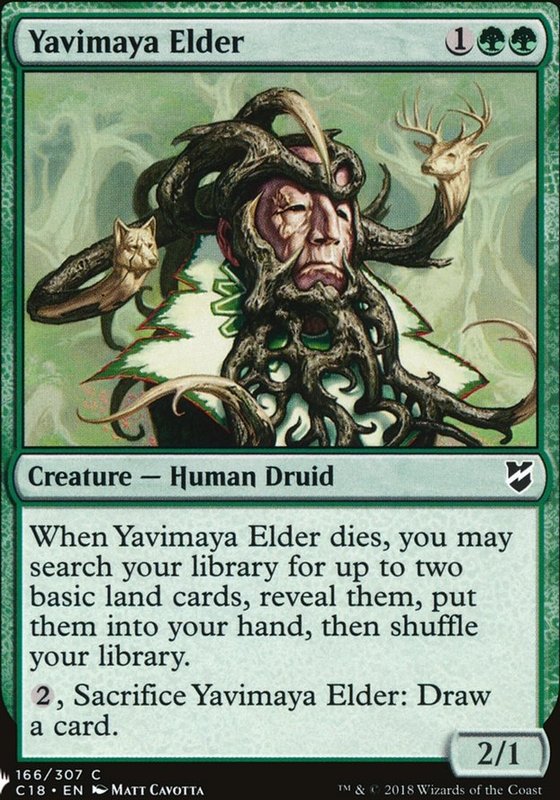 Yavimaya Elder 1
Creature — Human Druid
When Yavimaya Elder dies, you may
search your library for up to two
basic land cards, reveal them, put
them into your hand, then shuffle
your library.
2, Sacrifice Yavimaya Elder: Draw
a card.
2/1
166/307 C
C18 • EN Matt Cavotta
™ & © 2018 Wizards of the Coast